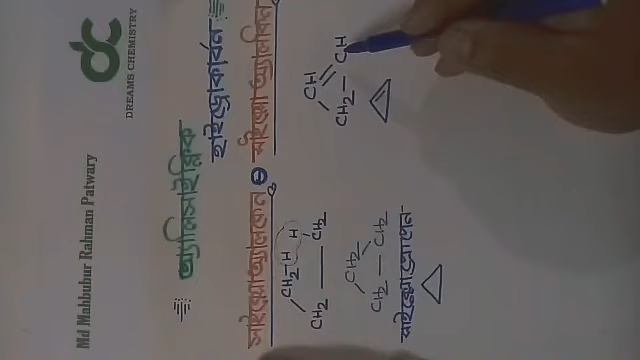 Md Mahbubur Rahman Patwary
DREAMS CHEMISTRY
অ্যালিসাইক্লিক হাইড্রোকার্বন
সাইক্লো অ্যালকেন
CH₂-H H
CH₂ — CH₂
CH₂
CH₂ — CH₂
সাইক্লো প্রোপেন
সাইক্লো অ্যালকিন
CH = CH
CH₂